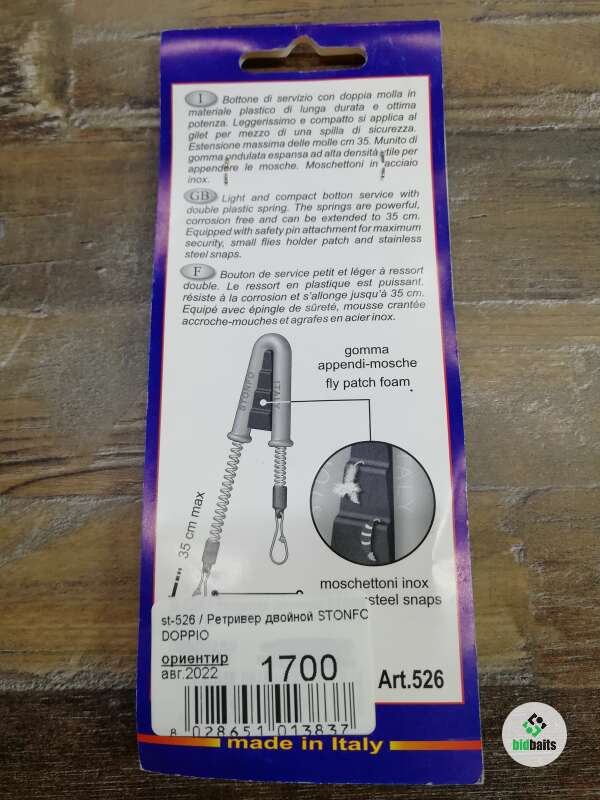 I Bottone di servizio con doppia molla in
materiale plastico di lunga durata e ottima
potenza. Leggerissimo e compatto si applica al
gilet per mezzo di una spilla di sicurezza.
Estensione massima delle molle cm 35. Munito di
gomma ondulata espansa ad alta densità utile per
appendere le mosche. Moschettoni in acciaio
inox.
GB Light and compact botton service with
double plastic spring. The springs are powerful,
corrosion free and can be extended to 35 cm.
Equipped with safety pin attachment for maximum
security, small flies holder patch and stainless
steel snaps.
F Bouton de service petit et léger à ressort
double. Le ressort en plastique est puissant,
résiste à la corrosion et s'allonge jusqu'à 35 cm.
Equipé avec épingle de sûreté, mousse crantée
accroche-mouches et agrafes en acier inox.
gomma
appendi-mosche
fly patch foam
STONFO
ITALY
35 cm max
moschettoni inox
steel snaps
st-526 / Ретривер двойной STONFO
DOPPIO
ориентир
авг.2022
1700
Art.526
8 028651 013837
made in Italy
bidbaits